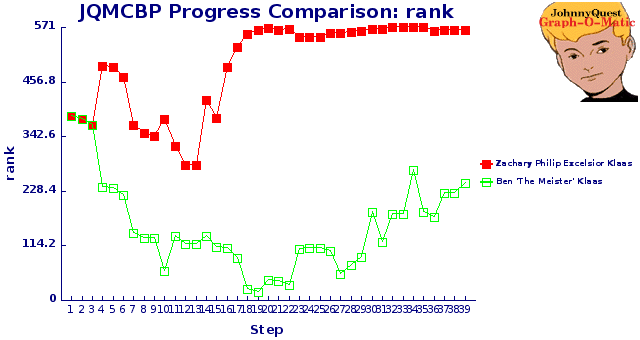 JQMCBP Progress Comparison: rank
JohnnyQuest
Graph-O-Matic
571
456.8
342.6
228.4
114.2
0
rank
1 2 3 4 5 6 7 8 9 10 11 12 13 14 15 16 17 18 19 20 21 22 23 24 25 26 27 28 29 30 31 32 33 34 35 36 37 38 39
Step
Zachary Philip Excelsior Klaas
Ben 'The Meister' Klaas